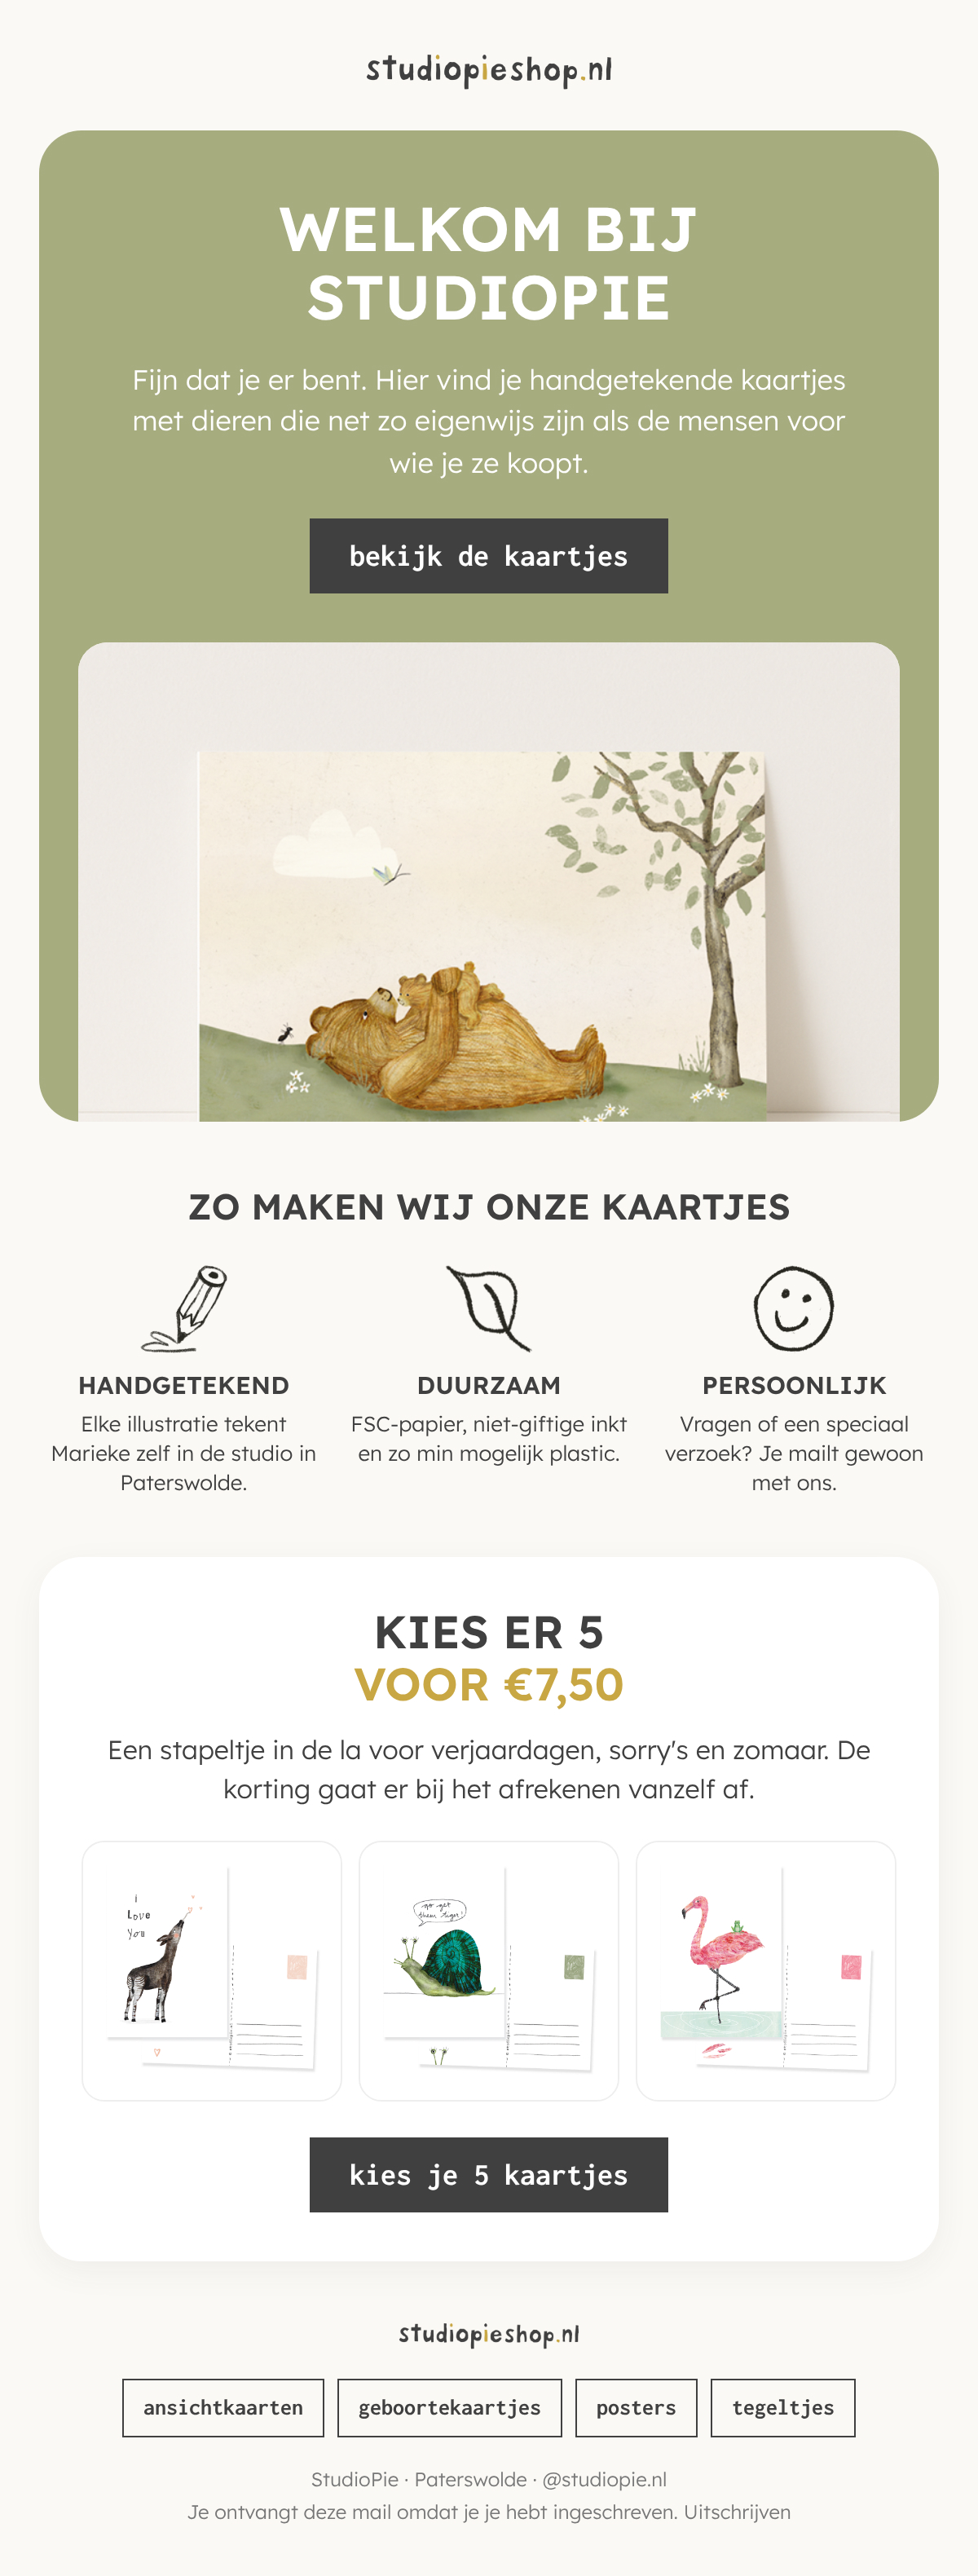 studiopieshop.nl
WELKOM BIJ
STUDIOPIE
Fijn dat je er bent. Hier vind je handgetekende kaartjes
met dieren die net zo eigenwijs zijn als de mensen voor
wie je ze koopt.
bekijk de kaartjes
ZO MAKEN WIJ ONZE KAARTJES
HANDGETEKEND
Elke illustratie tekent
Marieke zelf in de studio in
Paterswolde.
DUURZAAM
FSC-papier, niet-giftige inkt
en zo min mogelijk plastic.
PERSOONLIJK
Vragen of een speciaal
verzoek? Je mailt gewoon
met ons.
KIES ER 5
VOOR €7,50
Een stapeltje in de la voor verjaardagen, sorry's en zomaar. De
korting gaat er bij het afrekenen vanzelf af.
i
Love
you
go get
them tiger!
kies je 5 kaartjes
studiopieshop.nl
ansichtkaarten
geboortekaartjes
posters
tegeltjes
StudioPie · Paterswolde · @studiopie.nl
Je ontvangt deze mail omdat je je hebt ingeschreven. Uitschrijven